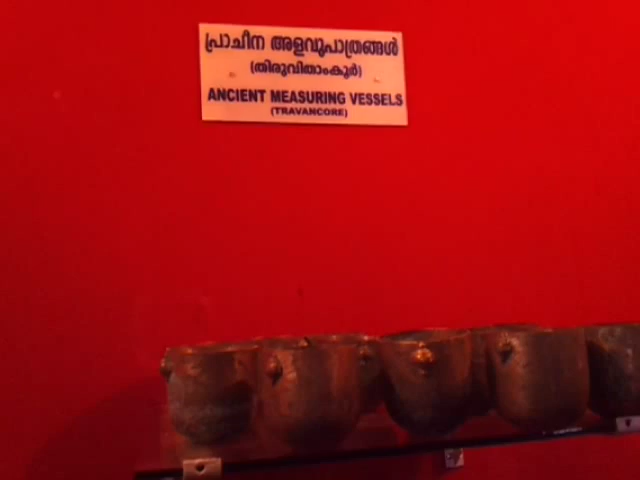 പ്രാചീന അളവുപാത്രങ്ങൾ
(തിരുവിതാംകൂർ)
ANCIENT MEASURING VESSELS
(TRAVANCORE)